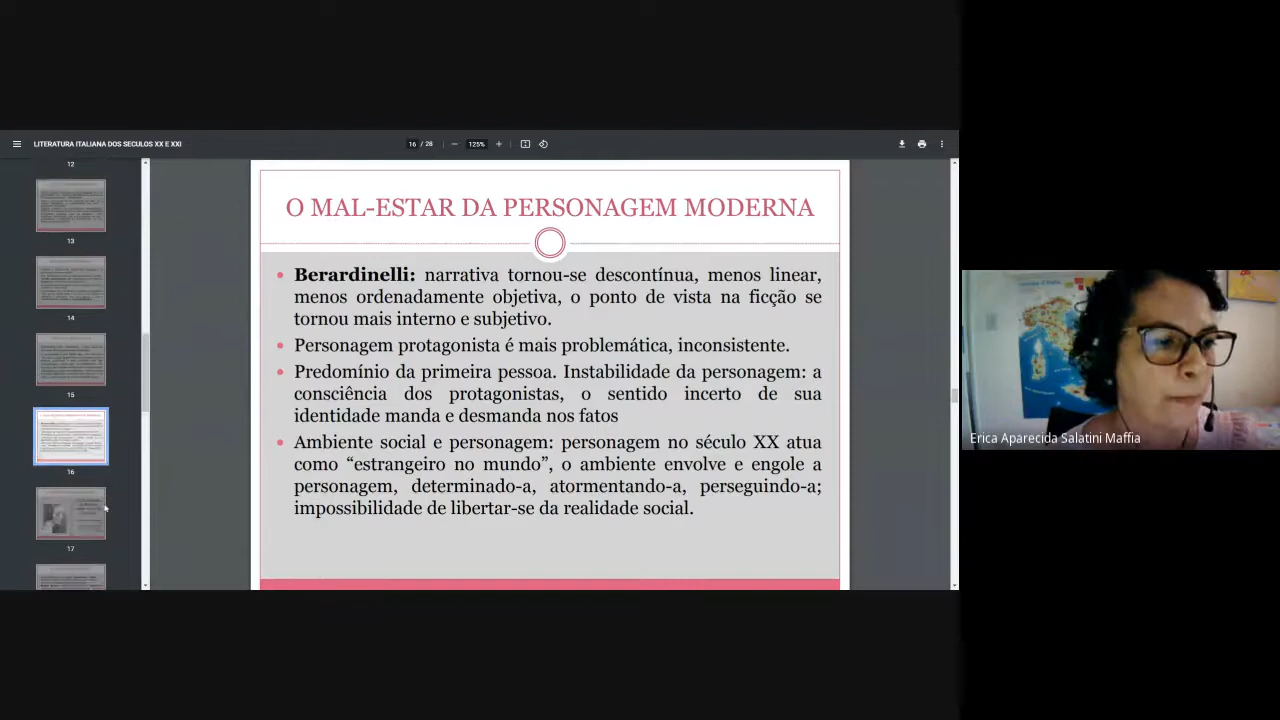 LITERATURA ITALIANA DOS SECULOS XX E XXI
16 / 28
125%
12
13
14
15
16
17
O MAL-ESTAR DA PERSONAGEM MODERNA
Berardinelli: narrativa tornou-se descontínua, menos linear,
menos ordenadamente objetiva, o ponto de vista na ficção se
tornou mais interno e subjetivo.
Personagem protagonista é mais problemática, inconsistente.
Predomínio da primeira pessoa. Instabilidade da personagem: a
consciência dos protagonistas, o sentido incerto de sua
identidade manda e demanda nos fatos
Ambiente social e personagem: personagem no século XX atua
como “estrangeiro no mundo”, o ambiente envolve e engole a
personagem, determinado-a, atormentando-a, perseguindo-a;
impossibilidade de libertar-se da realidade social.
Erica Aparecida Salatini Maffia